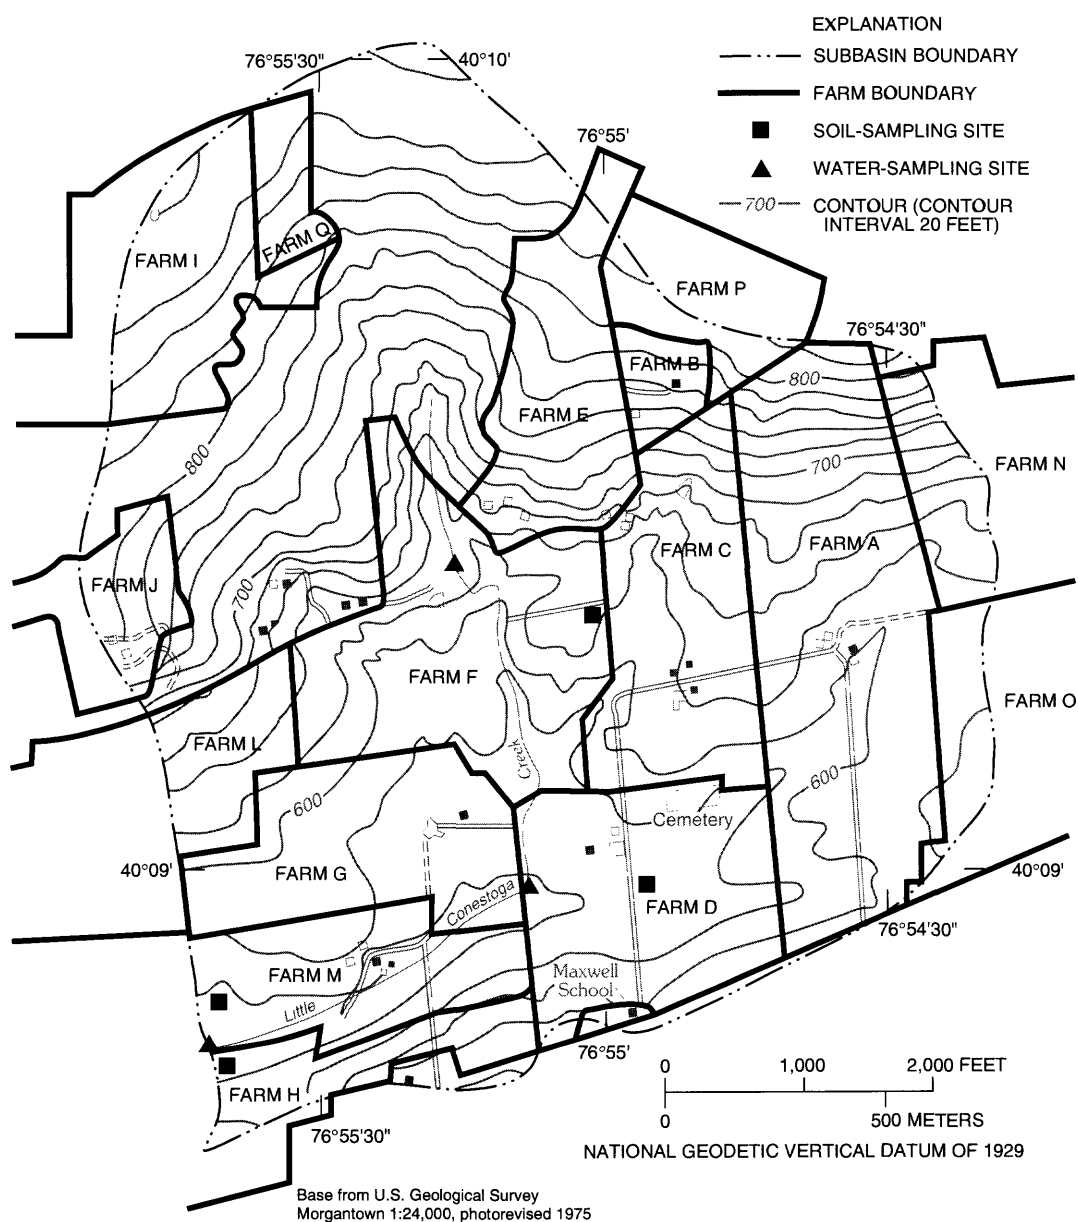 EXPLANATION
SUBBASIN BOUNDARY
FARM BOUNDARY
SOIL-SAMPLING SITE
WATER-SAMPLING SITE
700
CONTOUR (CONTOUR
INTERVAL 20 FEET)
76°55'30"
40°10'
76°55'
FARM I
FARM Q
FARM P
76°54'30"
FARM B
800
FARM E
800
700
FARM N
FARM J
700
FARM C
FARM A
FARM F
FARM O
FARM L
Creek
600
600
Cemetery
40°09'
FARM G
Conestoga
FARM D
40°09'
76°54'30"
FARM M
Maxwell
School
Little
76°55'
FARM H
76°55'30"
0 1,000 2,000 FEET
0 500 METERS
NATIONAL GEODETIC VERTICAL DATUM OF 1929
Base from U.S. Geological Survey
Morgantown 1:24,000, photorevised 1975